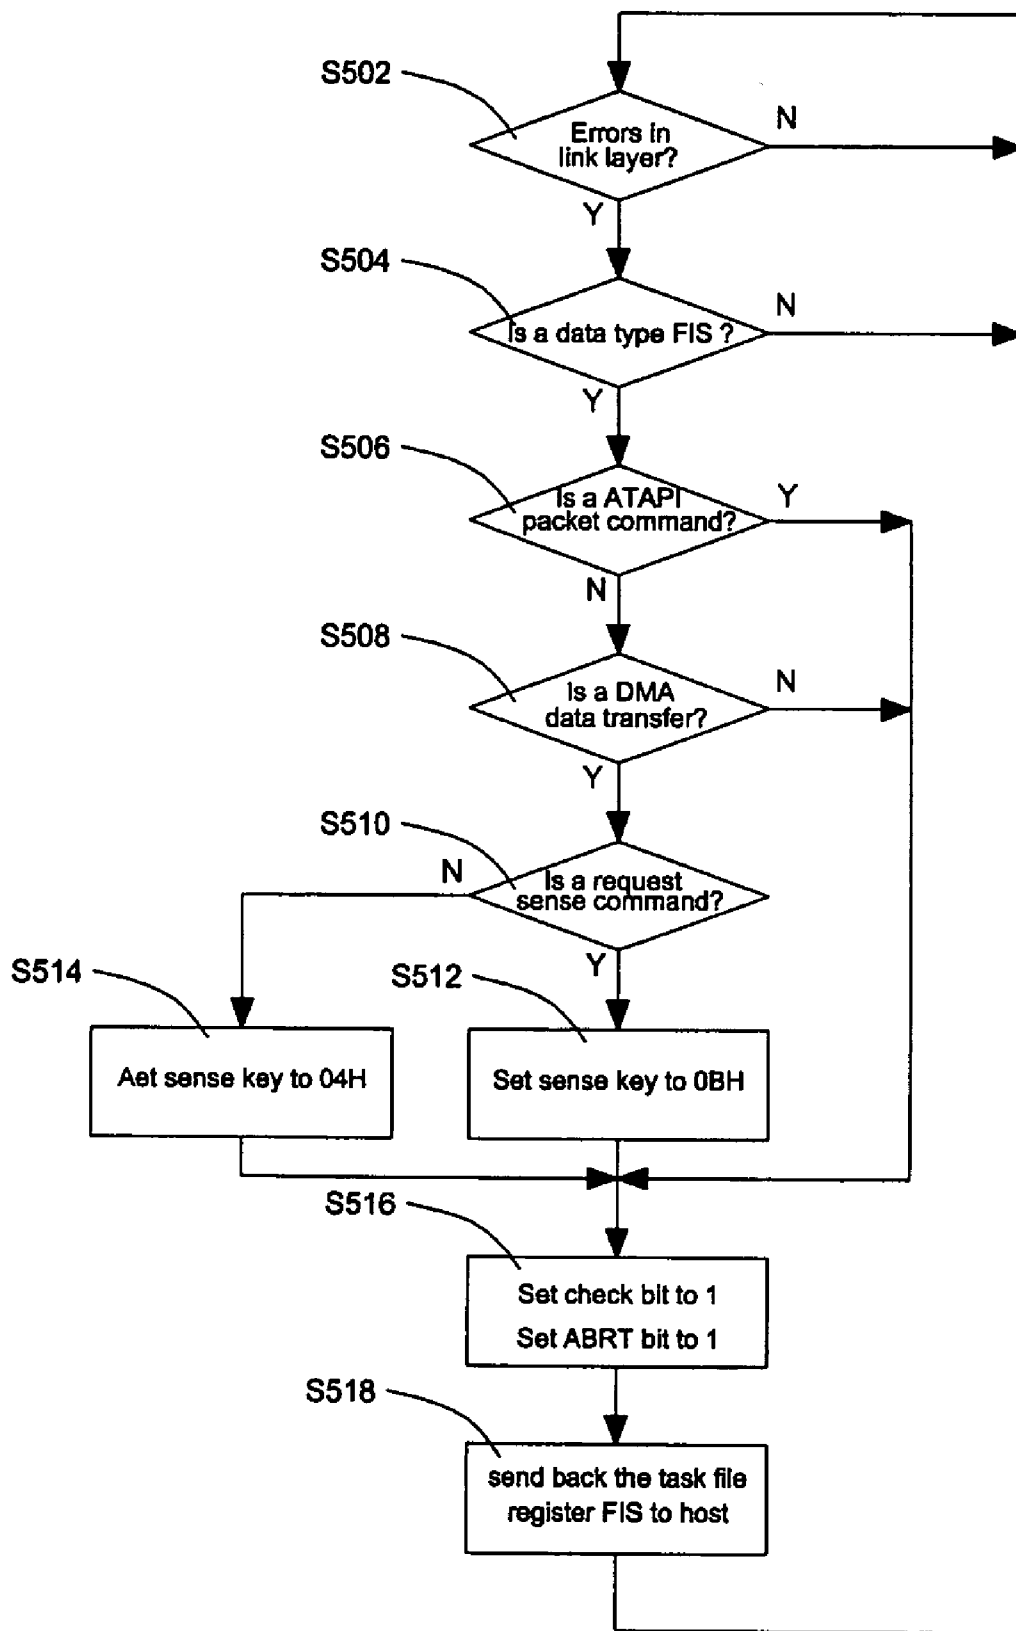 S502
Errors in
link layer?
N
Y
S504
Is a data type FIS ?
N
Y
S506
Is a ATAPI
packet command?
Y
N
S508
Is a DMA
data transfer?
N
Y
S510
N
Is a request
sense command?
Y
S514
S512
Aet sense key to 04H
Set sense key to 0BH
S516
Set check bit to 1
Set ABRT bit to 1
S518
send back the task file
register FIS to host